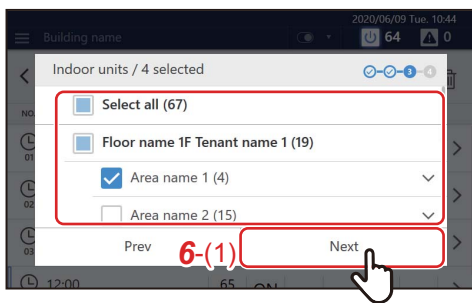 2020/06/09 Tue. 10:44
Building name
64
0
Indoor units / 4 selected
3
4
NO.
Select all (67)
Floor name 1F Tenant name 1 (19)
01
Area name 1 (4)
02
Area name 2 (15)
03
Prev
6-(1)
Next
12:00
65
ON